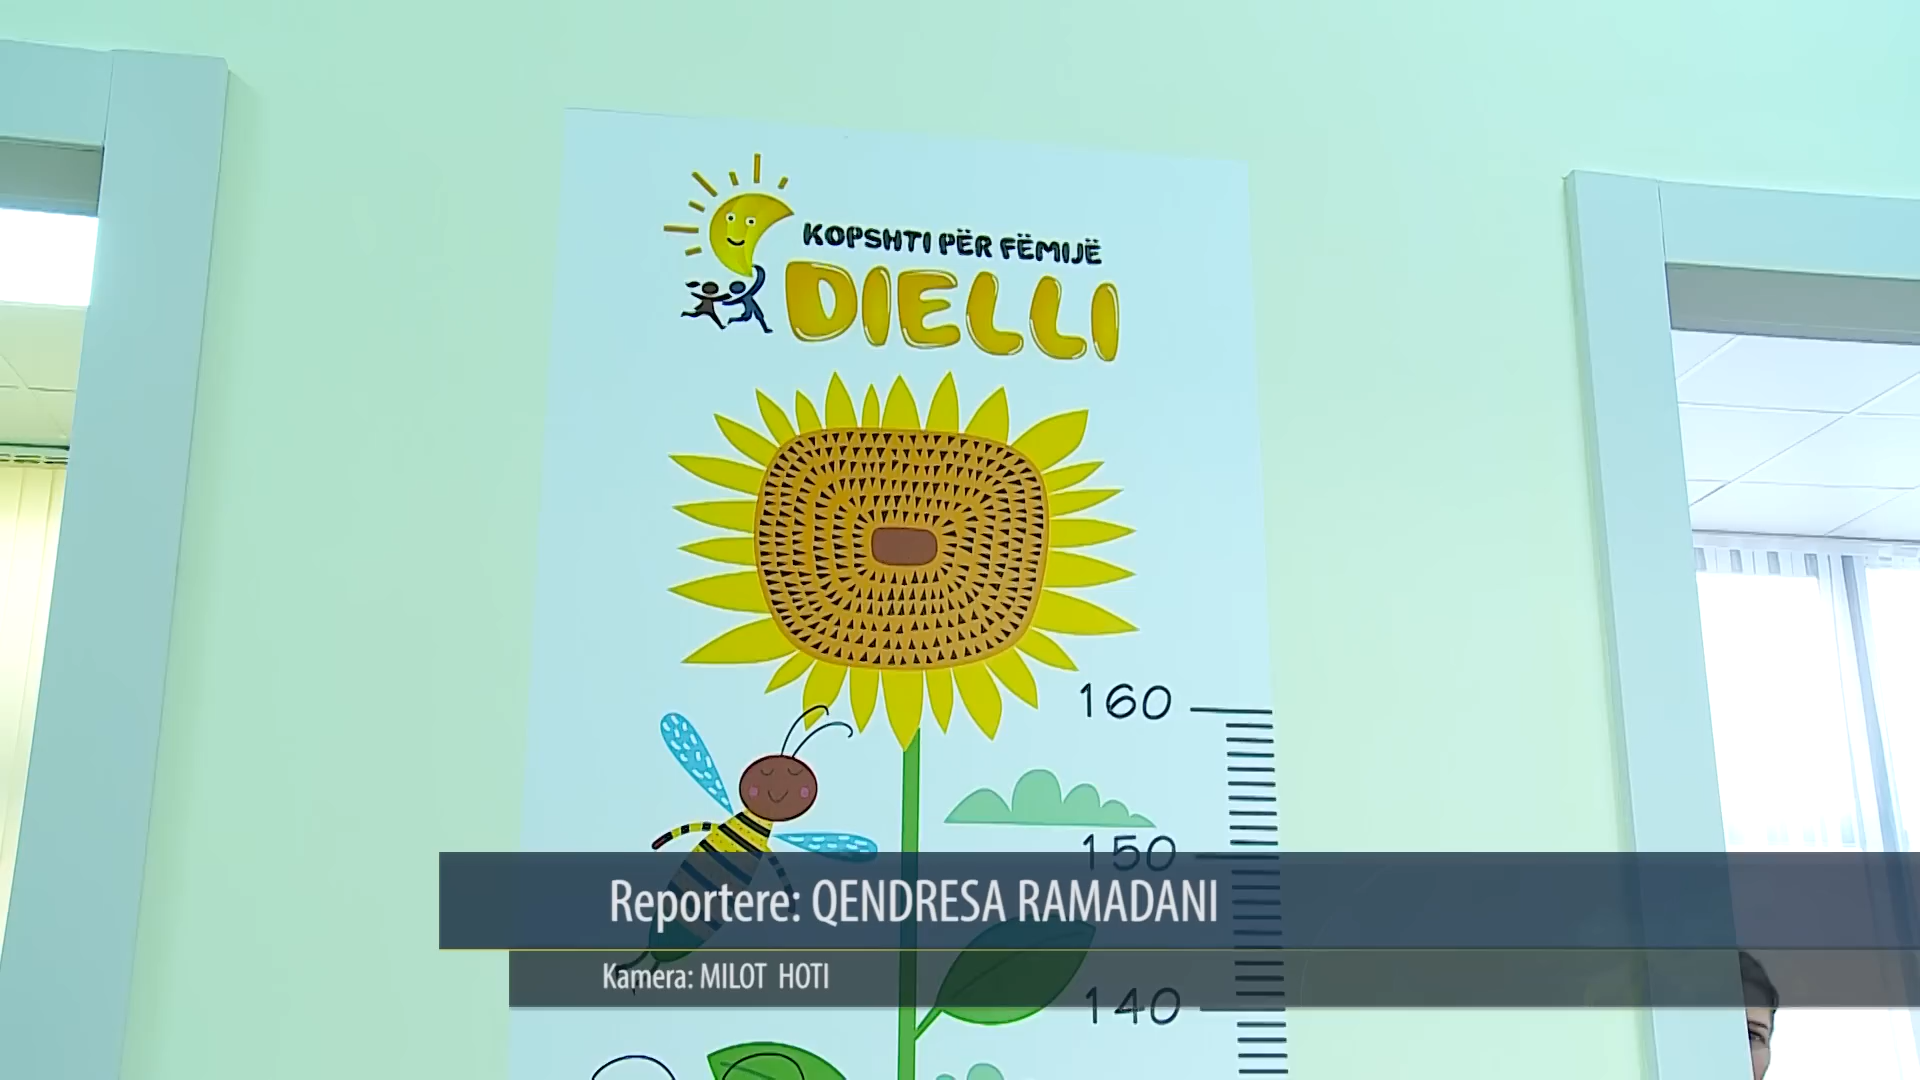 KOPSHTI PËR FËMIJË
DIELLI
160
150
Reportere: QENDRESA RAMADANI
Kamera: MILOT HOTI
140